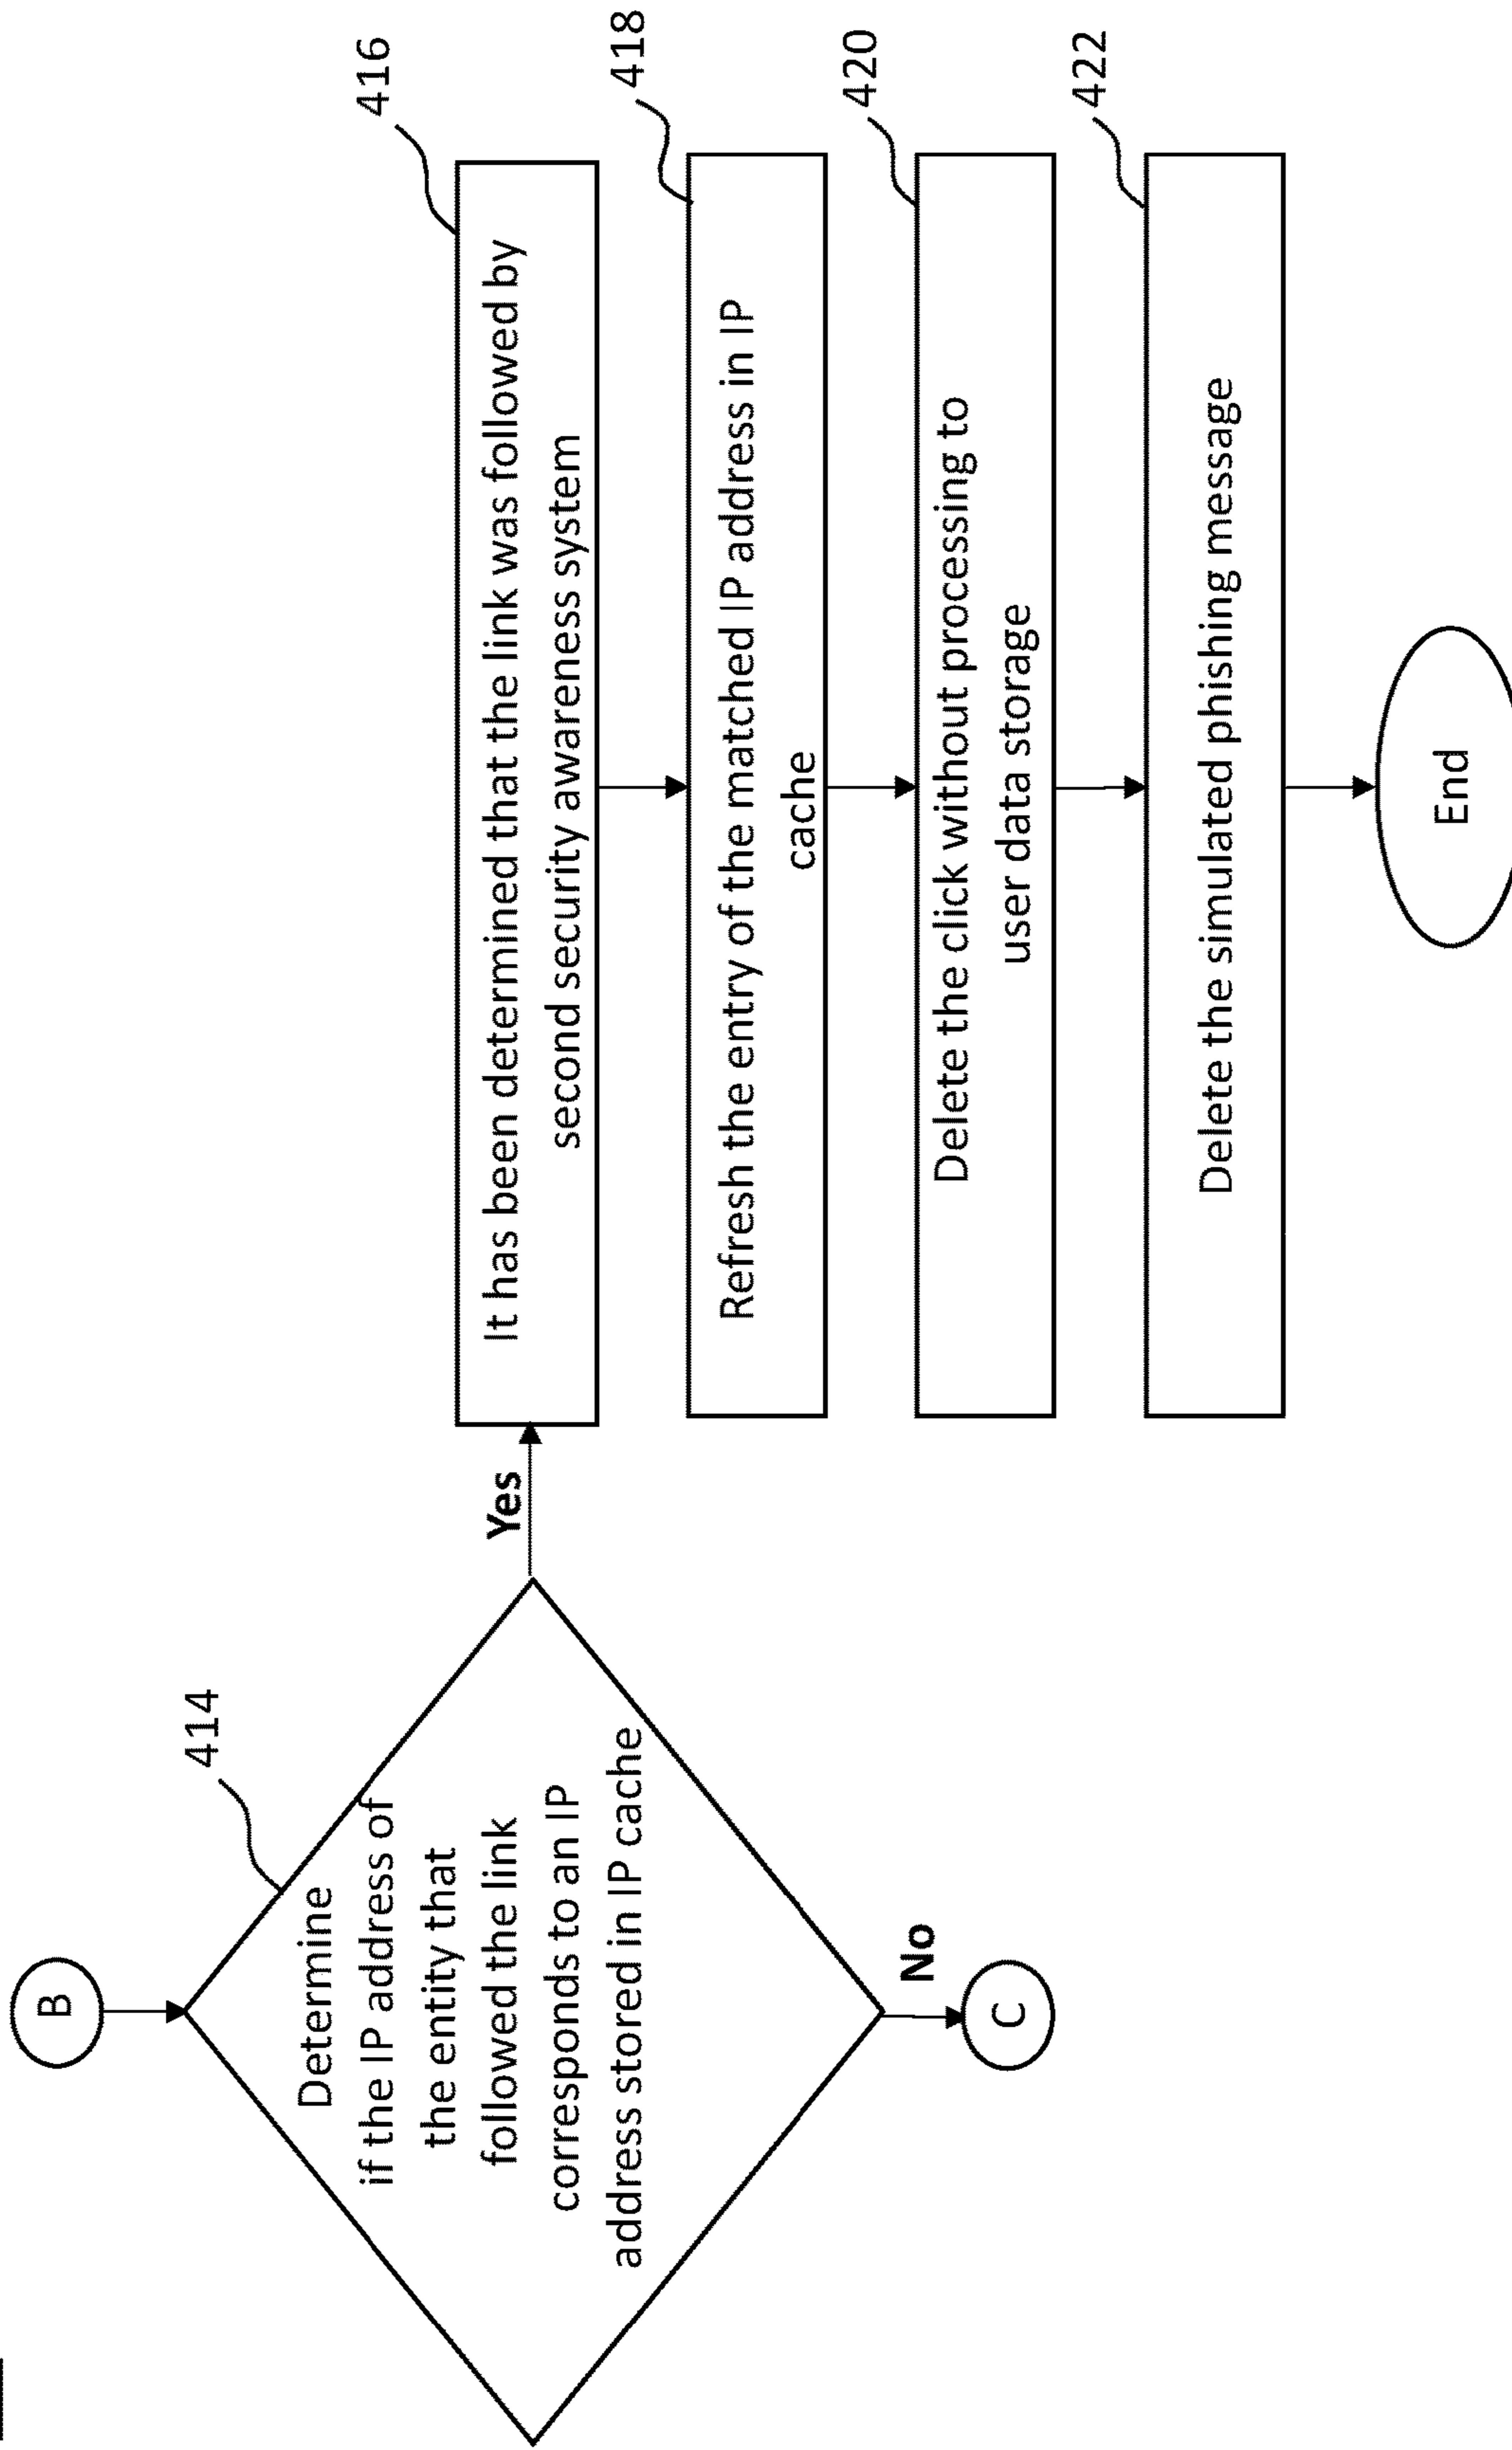 B
414
Determine
if the IP address of
the entity that
followed the link
corresponds to an IP
address stored in IP cache
Yes
No
C
416
It has been determined that the link was followed by
second security awareness system
418
Refresh the entry of the matched IP address in IP
cache
420
Delete the click without processing to
user data storage
422
Delete the simulated phishing message
End